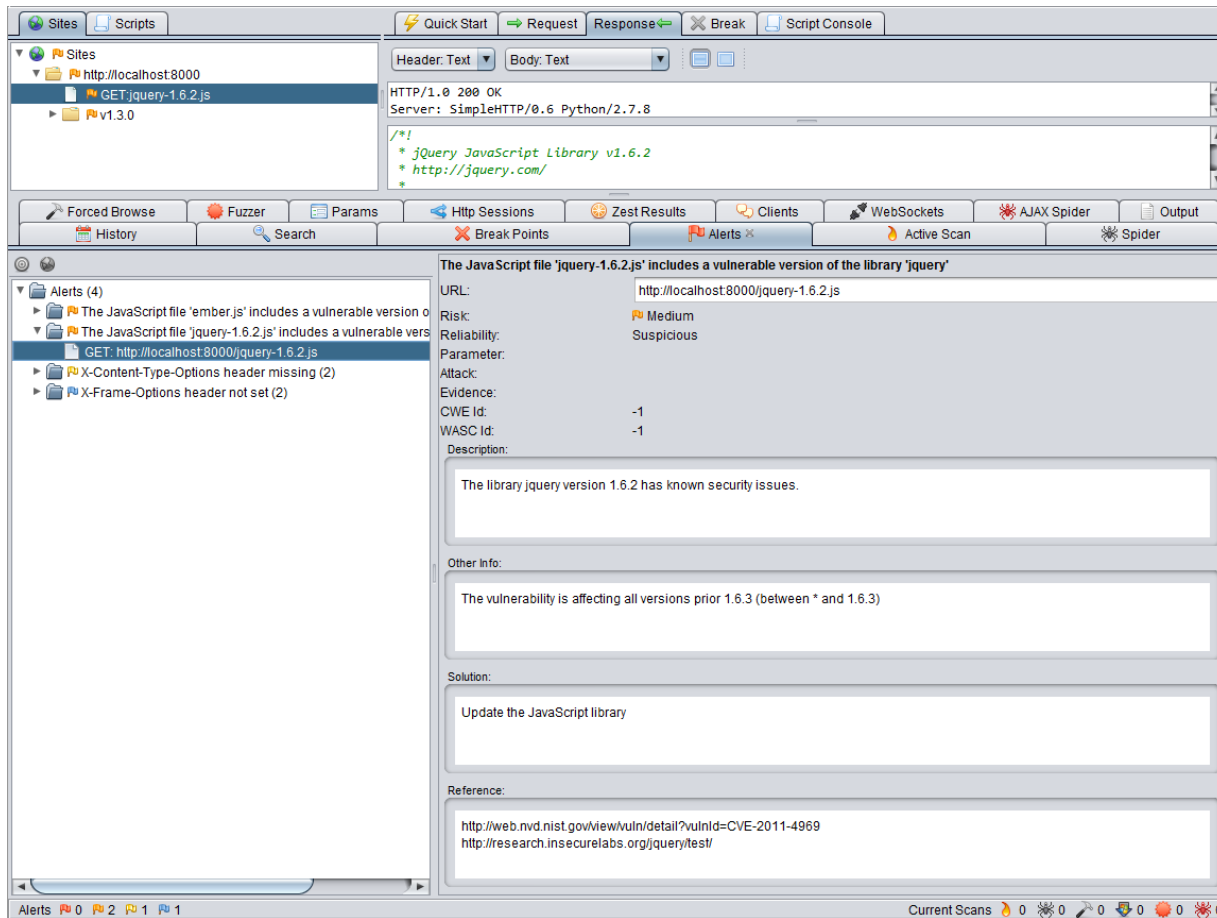 Sites Scripts
Quick Start Request Response Break Script Console
Sites
http://localhost:8000
GET:jquery-1.6.2.js
v1.3.0
Header: Text Body: Text
HTTP/1.0 200 OK
Server: SimpleHTTP/0.6 Python/2.7.8
/*!
* jQuery JavaScript Library v1.6.2
* http://jquery.com/
*
Forced Browse Fuzzer Params Http Sessions Zest Results Clients WebSockets AJAX Spider Output
History Search Break Points Alerts Active Scan Spider
Alerts (4)
The JavaScript file 'ember.js' includes a vulnerable version o
The JavaScript file 'jquery-1.6.2.js' includes a vulnerable vers
GET: http://localhost:8000/jquery-1.6.2.js
X-Content-Type-Options header missing (2)
X-Frame-Options header not set (2)
The JavaScript file 'jquery-1.6.2.js' includes a vulnerable version of the library 'jquery'
URL: http://localhost:8000/jquery-1.6.2.js
Risk: Medium
Reliability: Suspicious
Parameter:
Attack:
Evidence:
CWE Id: -1
WASC Id: -1
Description:
The library jquery version 1.6.2 has known security issues.
Other Info:
The vulnerability is affecting all versions prior 1.6.3 (between * and 1.6.3)
Solution:
Update the JavaScript library
Reference:
http://web.nvd.nist.gov/view/vuln/detail?vulnId=CVE-2011-4969
http://research.insecurelabs.org/jquery/test/
Alerts 0 2 1 1
Current Scans 0 0 0 0 0